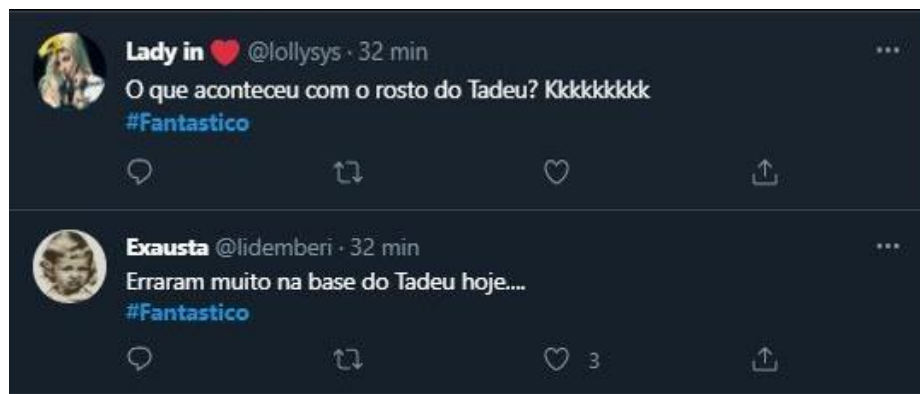 Lady in ❤️ @lollysys · 32 min
O que aconteceu com o rosto do Tadeu? Kkkkkkkkk
#Fantastico
Exausta @lidemberi · 32 min
Erraram muito na base do Tadeu hoje....
#Fantastico
3